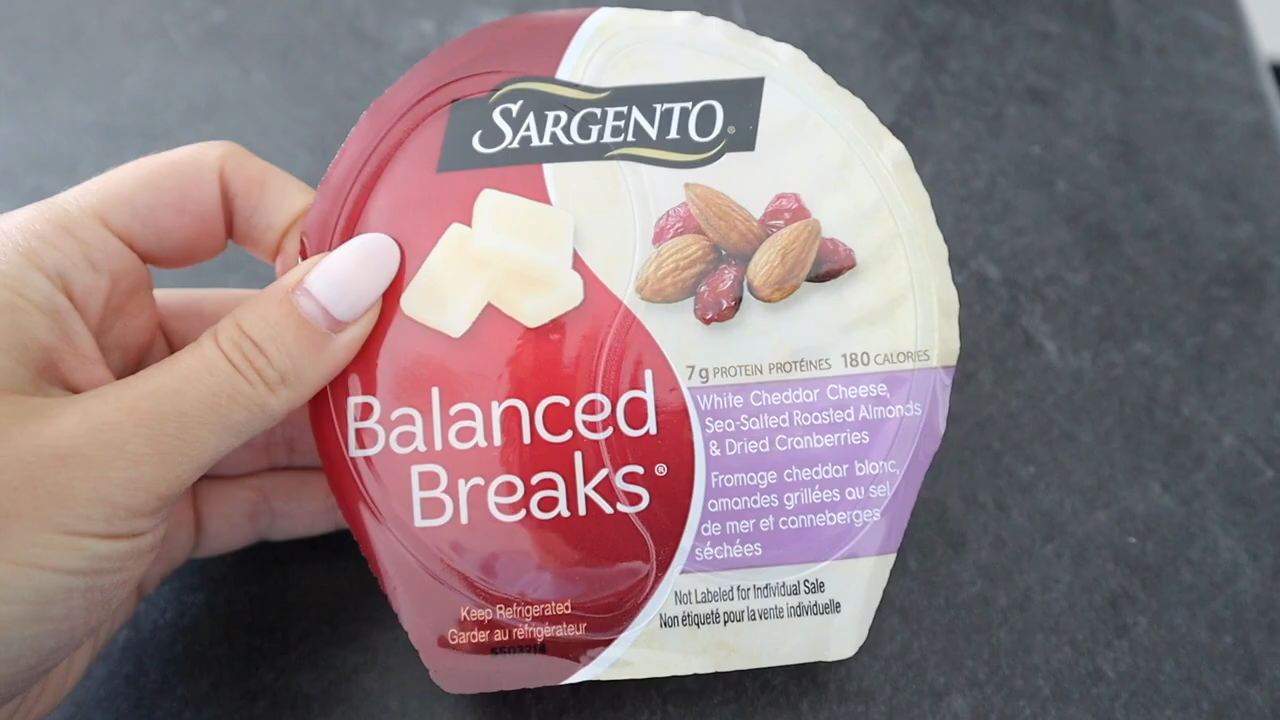 SARGENTO
7g PROTEIN PROTÉINES 180 CALORIES
Balanced
Breaks®
White Cheddar Cheese,
Sea-Salted Roasted Almonds
& Dried Cranberries
Fromage cheddar blanc,
amandes grillées au sel
de mer et canneberges
séchées
Not Labeled for Individual Sale
Non étiqueté pour la vente individuelle
Keep Refrigerated
Garder au réfrigérateur